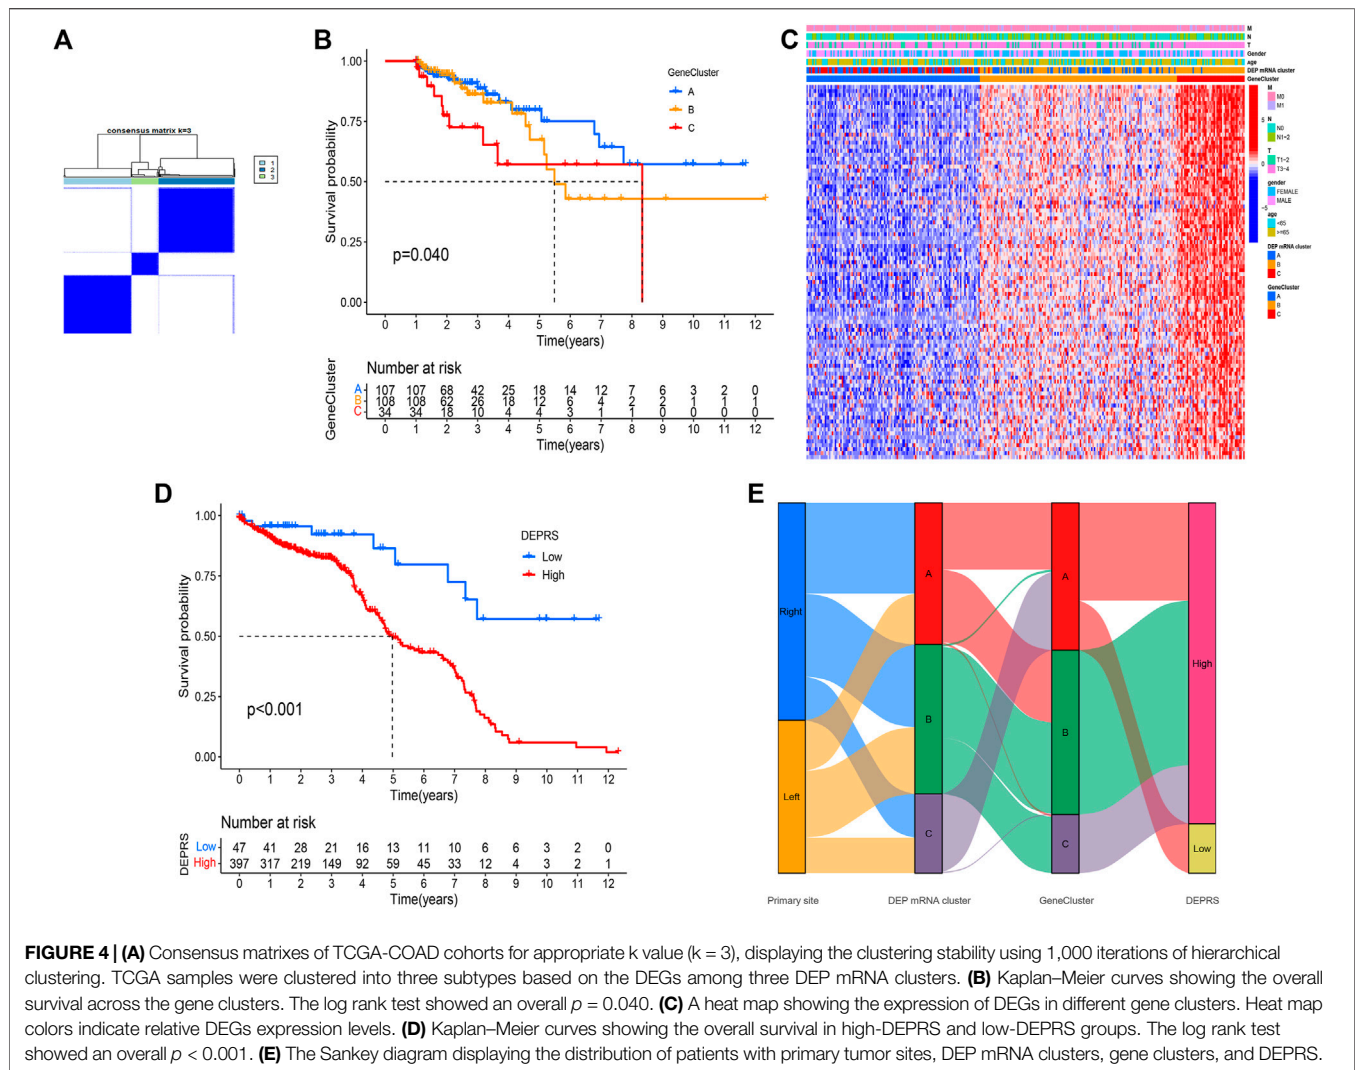 A
consensus matrix k=3
1
2
3
B
GeneCluster
A
B
C
Survival probability
1.00
0.75
0.50
0.25
0.00
p=0.040
0 1 2 3 4 5 6 7 8 9 10 11 12
Time(years)
Number at risk
GeneCluster
A 107 107 68 42 25 18 14 12 7 6 3 2 0
B 108 108 62 26 18 12 6 4 2 2 1 1 1
C 34 34 18 10 4 4 3 1 1 0 0 0 0
0 1 2 3 4 5 6 7 8 9 10 11 12
Time(years)
C
M
N
T
Gender
age
DEP mRNA cluster
GeneCluster
5
0
−5
M
M0
M1
N
N0
N1-2
T
T1-2
T3-4
gender
FEMALE
MALE
age
<65
>=65
DEP mRNA cluster
A
B
C
GeneCluster
A
B
C
D
DEPRS
Low
High
Survival probability
1.00
0.75
0.50
0.25
0.00
p<0.001
0 1 2 3 4 5 6 7 8 9 10 11 12
Time(years)
Number at risk
DEPRS
Low 47 41 28 21 16 13 11 10 6 6 3 2 0
High 397 317 219 149 92 59 45 33 12 4 3 2 1
0 1 2 3 4 5 6 7 8 9 10 11 12
Time(years)
E
Right
Left
A
B
C
A
B
C
High
Low
Primary site DEP mRNA cluster GeneCluster DEPRS
FIGURE 4 | (A) Consensus matrixes of TCGA-COAD cohorts for appropriate k value (k = 3), displaying the clustering stability using 1,000 iterations of hierarchical
clustering. TCGA samples were clustered into three subtypes based on the DEGs among three DEP mRNA clusters. (B) Kaplan–Meier curves showing the overall
survival across the gene clusters. The log rank test showed an overall p = 0.040. (C) A heat map showing the expression of DEGs in different gene clusters. Heat map
colors indicate relative DEGs expression levels. (D) Kaplan–Meier curves showing the overall survival in high-DEPRS and low-DEPRS groups. The log rank test
showed an overall p < 0.001. (E) The Sankey diagram displaying the distribution of patients with primary tumor sites, DEP mRNA clusters, gene clusters, and DEPRS.